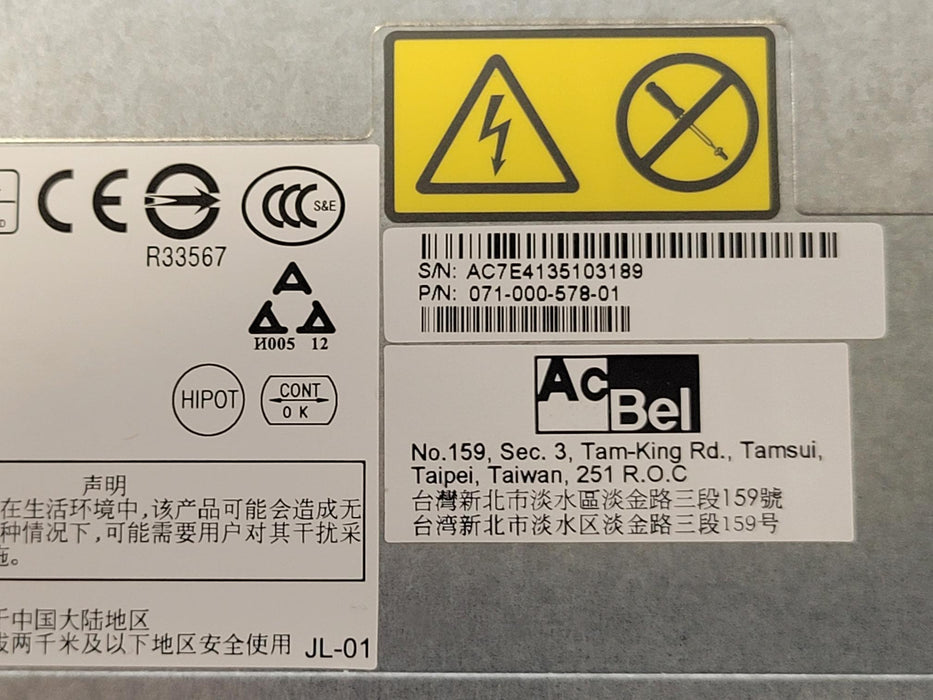 CE
CCC S&E
R33567
И005 12
HIPOT
CONT
OK
声明
在生活环境中,该产品可能会造成无
种情况下,可能需要用户对其干扰采
施。
于中国大陆地区
或两千米及以下地区安全使用 JL-01
S/N: AC7E4135103189
P/N: 071-000-578-01
AcBel
No.159, Sec. 3, Tam-King Rd., Tamsui,
Taipei, Taiwan, 251 R.O.C
台灣新北市淡水區淡金路三段159號
台湾新北市淡水区淡金路三段159号